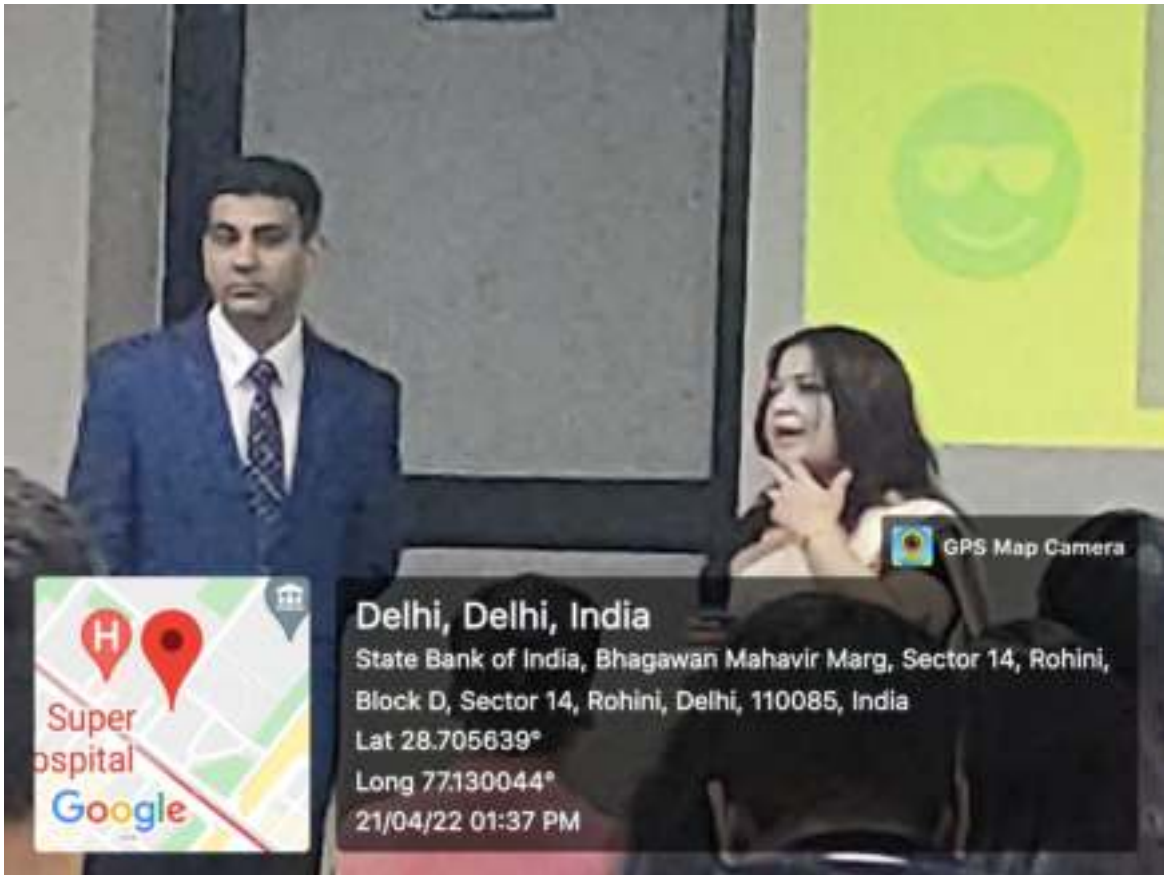 GPS Map Camera
Delhi, Delhi, India
State Bank of India, Bhagawan Mahavir Marg, Sector 14, Rohini,
Block D, Sector 14, Rohini, Delhi, 110085, India
Lat 28.705639°
Long 77.130044°
21/04/22 01:37 PM
H
Super
ospital
Google